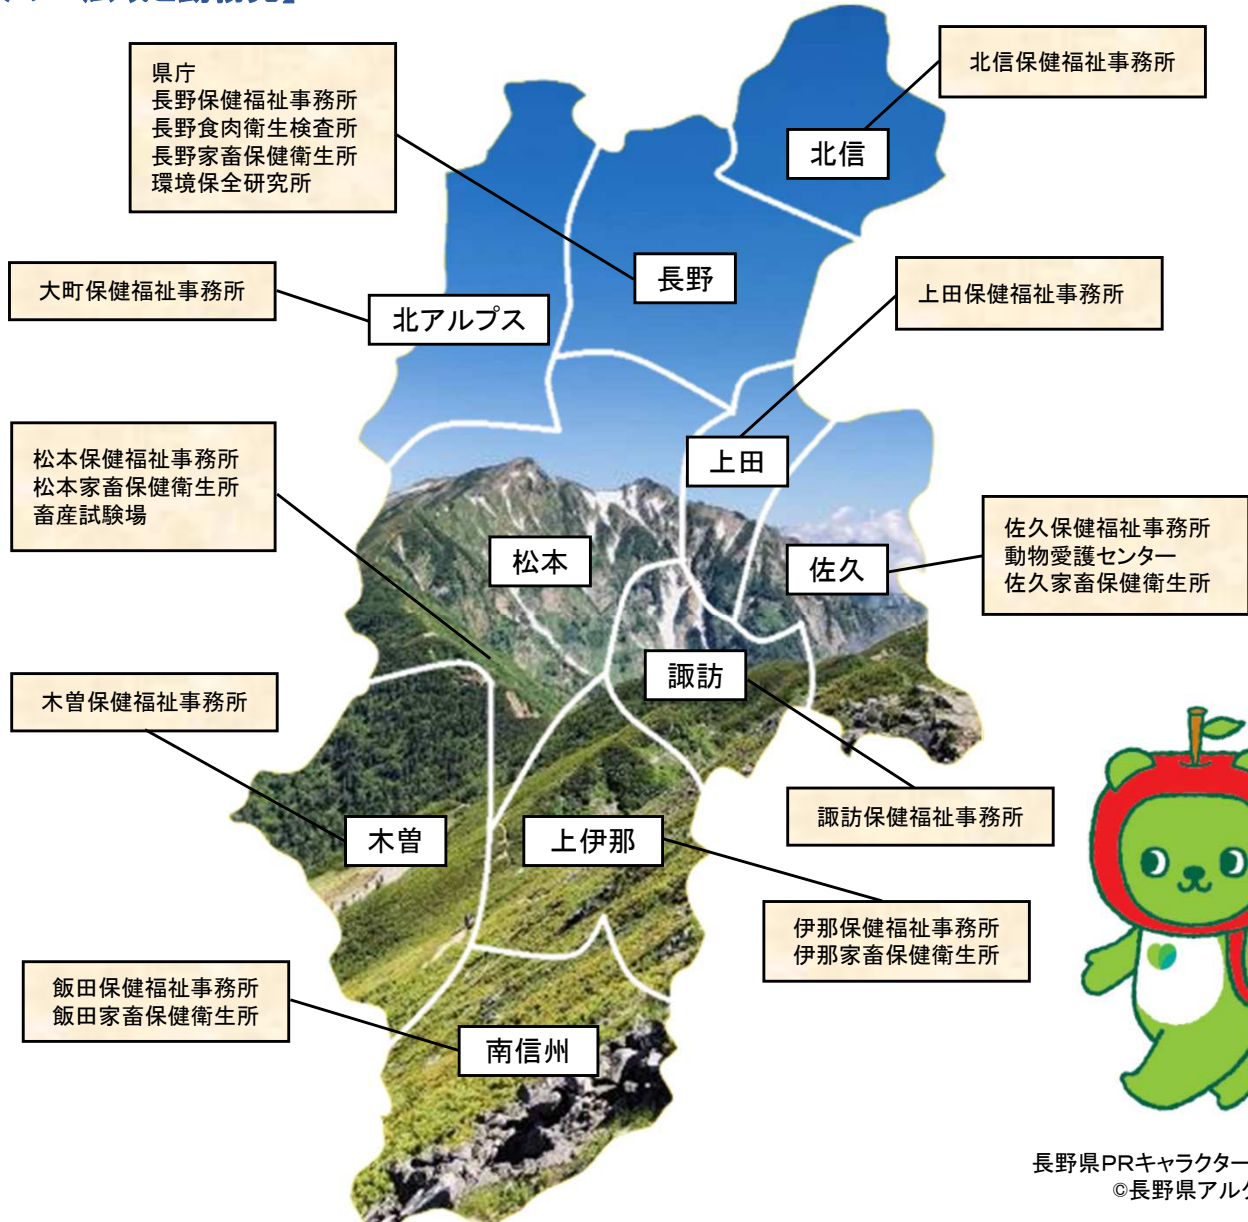 県庁
長野保健福祉事務所
長野食肉衛生検査所
長野家畜保健衛生所
環境保全研究所
北信保健福祉事務所
北信
長野
大町保健福祉事務所
北アルプス
上田保健福祉事務所
松本保健福祉事務所
松本家畜保健衛生所
畜産試験場
上田
松本
佐久
佐久保健福祉事務所
動物愛護センター
佐久家畜保健衛生所
諏訪
木曽保健福祉事務所
諏訪保健福祉事務所
木曽
上伊那
伊那保健福祉事務所
伊那家畜保健衛生所
飯田保健福祉事務所
飯田家畜保健衛生所
南信州
長野県PRキャラクター
©長野県アルク